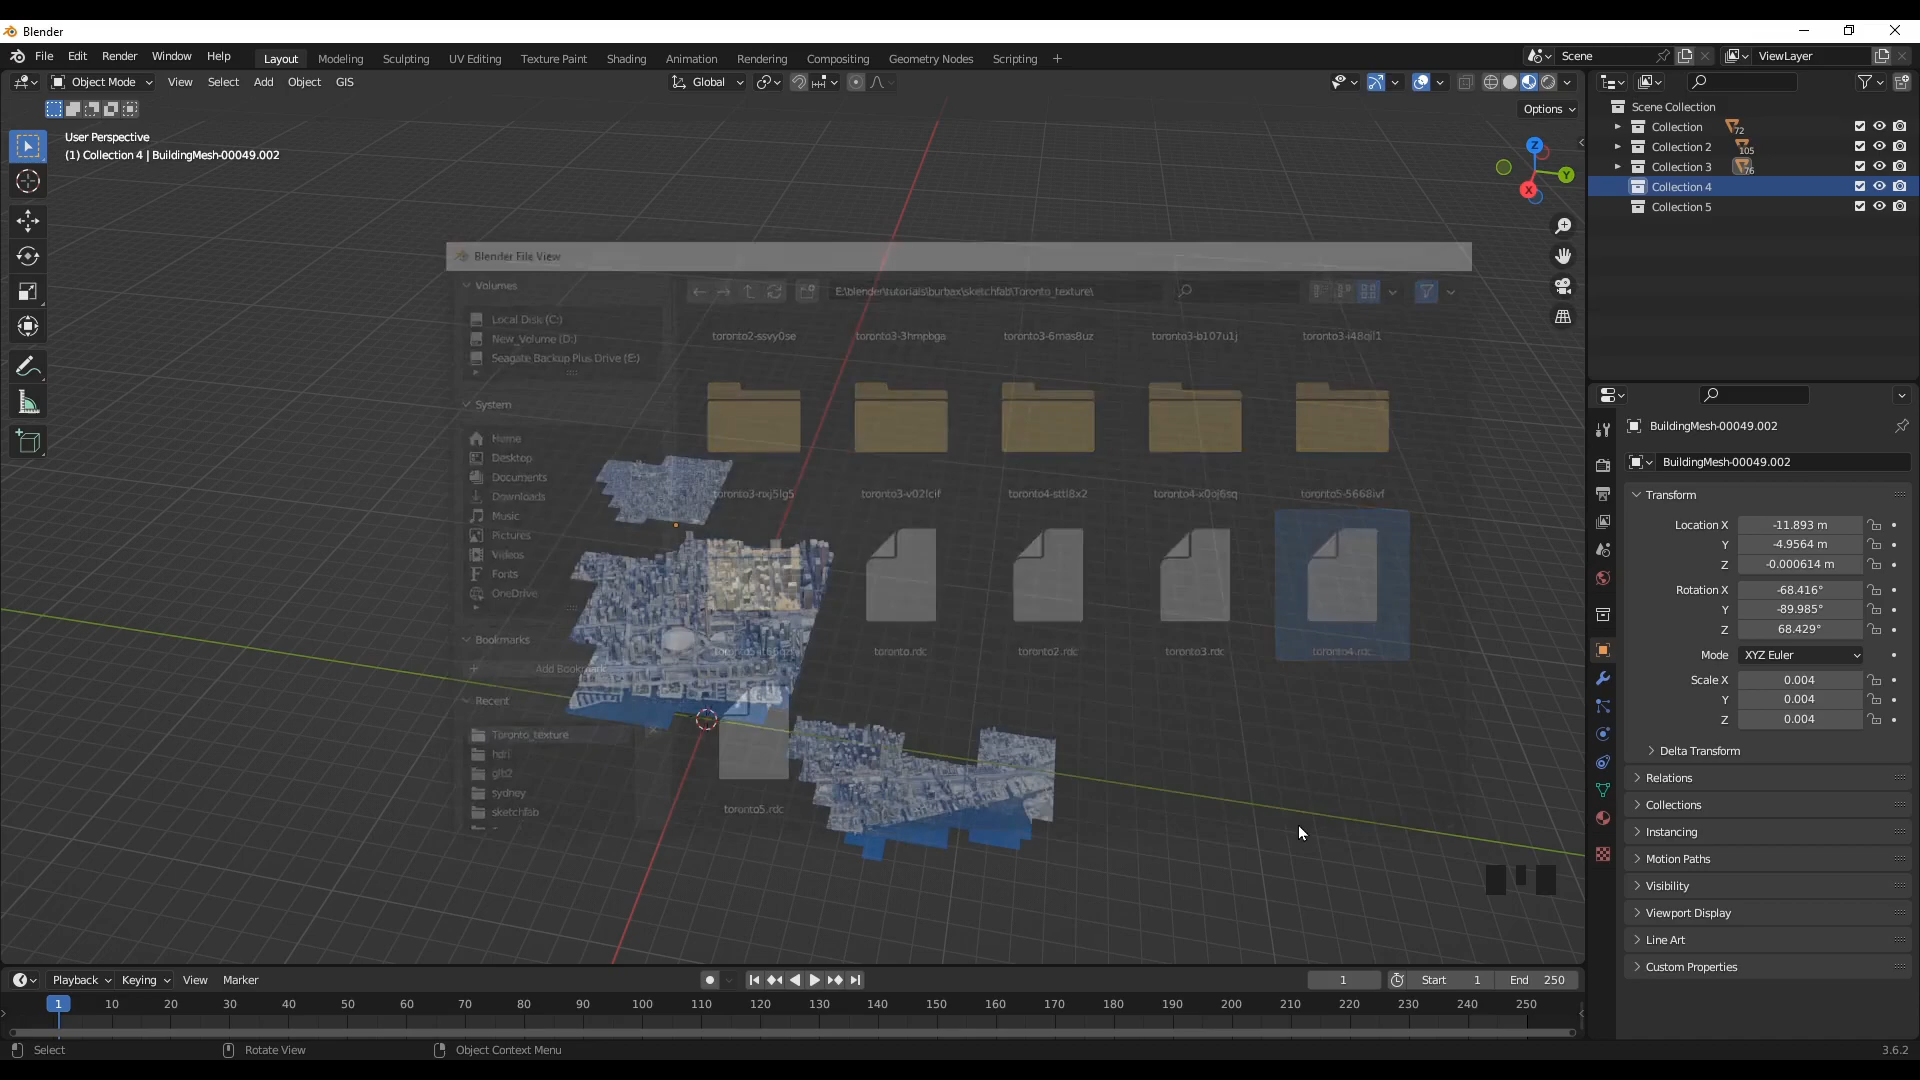 Blender
File Edit Render Window Help Layout Modeling Sculpting UV Editing Texture Paint Shading Animation Rendering Compositing Geometry Nodes Scripting + Scene ViewLayer
Object Mode View Select Add Object GIS Global
Options
User Perspective
(1) Collection 4 | BuildingMesh-00049.002
Z
Y
X
Blender File View
Volumes
Local Disk (C:)
New_Volume (D:)
Seagate Backup Plus Drive (E:)
System
Home
Desktop
Documents
Downloads
Music
Pictures
Videos
Fonts
OneDrive
Bookmarks
Add Bookmark
Recent
Toronto_texture
hdri
glb2
sydney
sketchfab
E:\blender\tutorials\burbax\sketchfab\Toronto_texture\
toronto2-ssvy0se toronto3-3hmpbga toronto3-6mas8uz toronto3-b107u1j
toronto3-nxj5lg5 toronto3-v02lcif toronto4-stti8x2 toronto4-x0oj6sq toronto5-5668ivf
toronto.rdc toronto2.rdc toronto3.rdc toronto4.rdc
toronto5.rdc
Scene Collection
Collection 72
Collection 2 105
Collection 3 76
Collection 4
Collection 5
BuildingMesh-00049.002
BuildingMesh-00049.002
Transform
Location X -11.893 m
Y -4.9564 m
Z -0.000614 m
Rotation X -68.416°
Y -89.985°
Z 68.429°
Mode XYZ Euler
Scale X 0.004
Y 0.004
Z 0.004
Delta Transform
Relations
Collections
Instancing
Motion Paths
Visibility
Viewport Display
Line Art
Custom Properties
Playback Keying View Marker 1 Start 1 End 250
1 10 20 30 40 50 60 70 80 90 100 110 120 130 140 150 160 170 180 190 200 210 220 230 240 250
Select Rotate View Object Context Menu 3.6.2